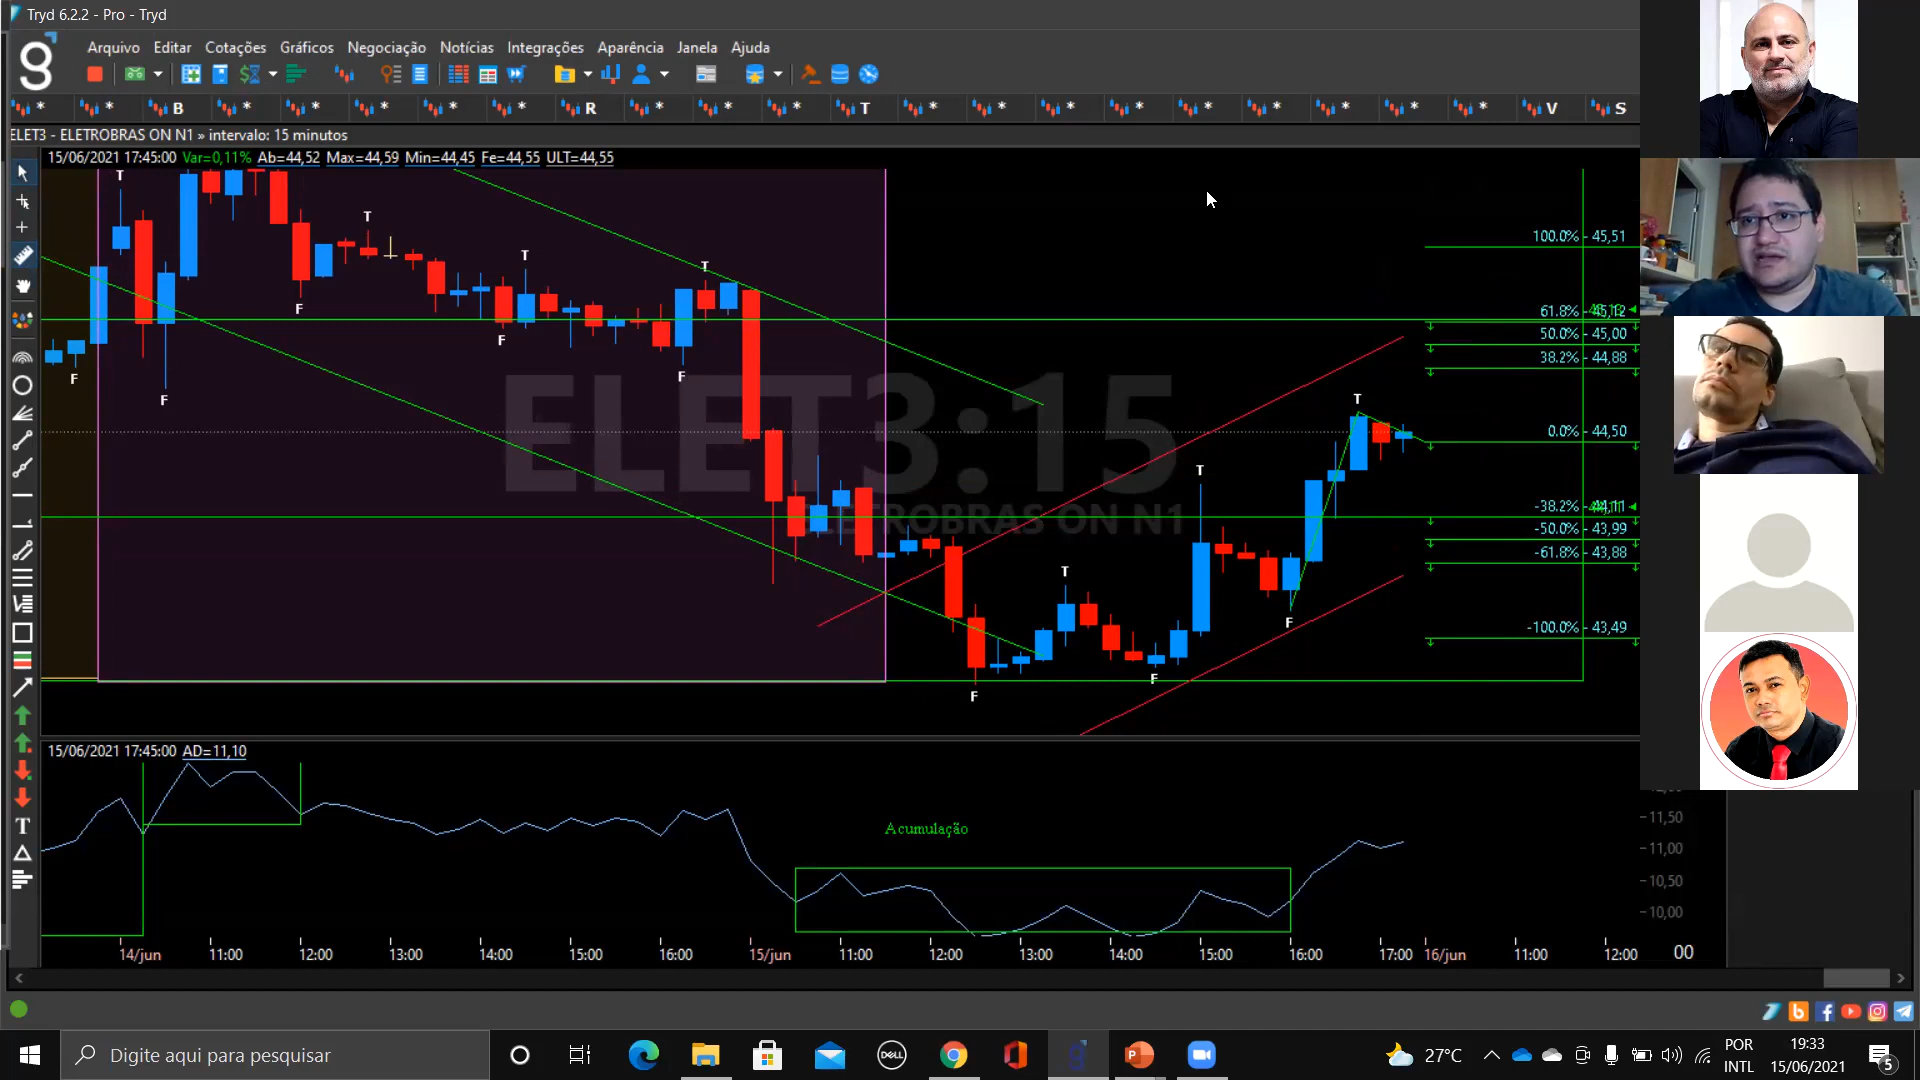 Tryd 6.2.2 - Pro - Tryd
Arquivo Editar Cotações Gráficos Negociação Notícias Integrações Aparência Janela Ajuda
* * B * * * * * R * * * T * * * * * * * * * V S
ELET3 - ELETROBRAS ON N1 » intervalo: 15 minutos
15/06/2021 17:45:00 Var=0,11% Ab=44,52 Max=44,59 Min=44,45 Fe=44,55 ULT=44,55
T
T
T
T
F
F
F
F
F
100.0% - 45,51
61.8% - 45,12
50.0% - 45,00
38.2% - 44,88
ELET3:15
ELETROBRAS ON N1
T
0.0% - 44,50
T
-38.2% - 44,11
-50.0% - 43,99
-61.8% - 43,88
T
F
-100.0% - 43,49
F
F
15/06/2021 17:45:00 AD=11,10
Acumulação
11,50
11,00
10,50
10,00
14/jun 11:00 12:00 13:00 14:00 15:00 16:00 15/jun 11:00 12:00 13:00 14:00 15:00 16:00 17:00 16/jun 11:00 12:00 00
Digite aqui para pesquisar
DELL
27°C
POR
INTL
19:33
15/06/2021
5